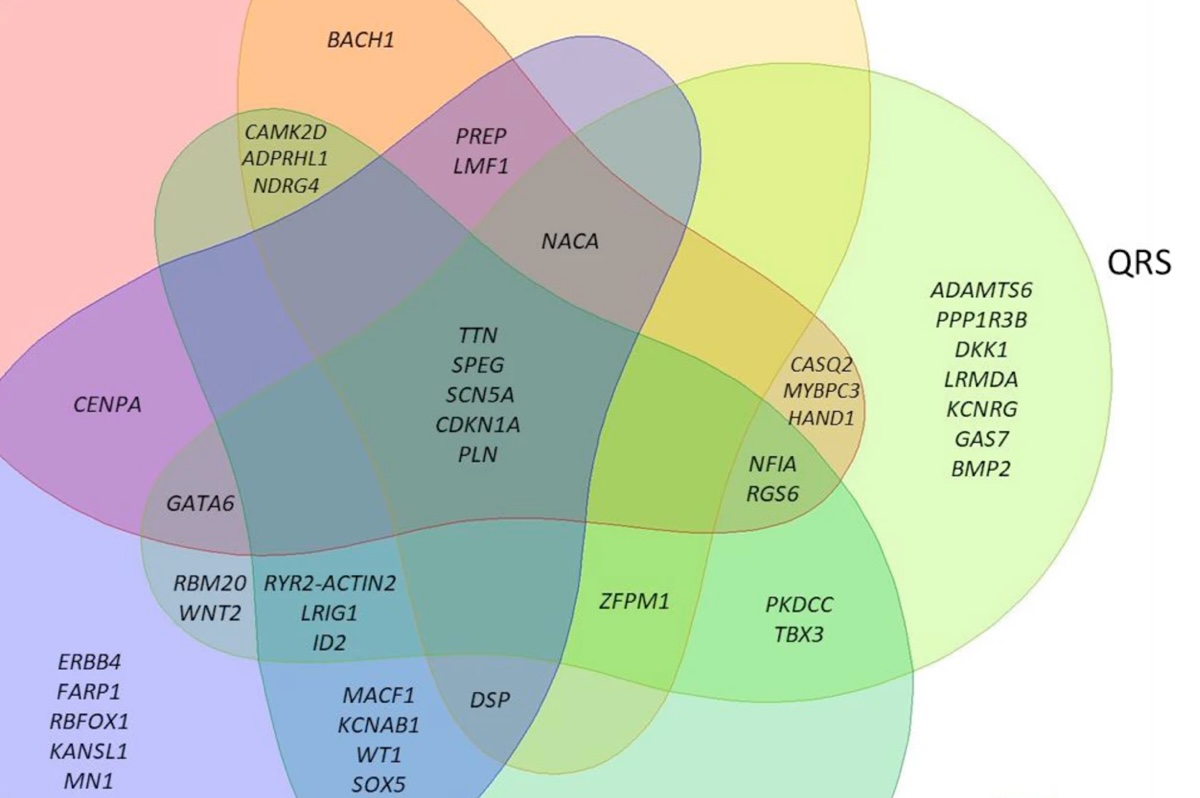 BACH1
CAMK2D
ADPRHL1
NDRG4
PREP
LMF1
NACA
QRS
ADAMTS6
PPP1R3B
DKK1
LRMDA
KCNRG
GAS7
BMP2
TTN
SPEG
SCN5A
CDKN1A
PLN
CASQ2
MYBPC3
HAND1
CENPA
NFIA
RGS6
GATA6
RBM20
WNT2
RYR2-ACTIN2
LRIG1
ID2
ZFPM1
PKDCC
TBX3
ERBB4
FARP1
RBFOX1
KANSL1
MN1
MACF1
KCNAB1
WT1
SOX5
DSP